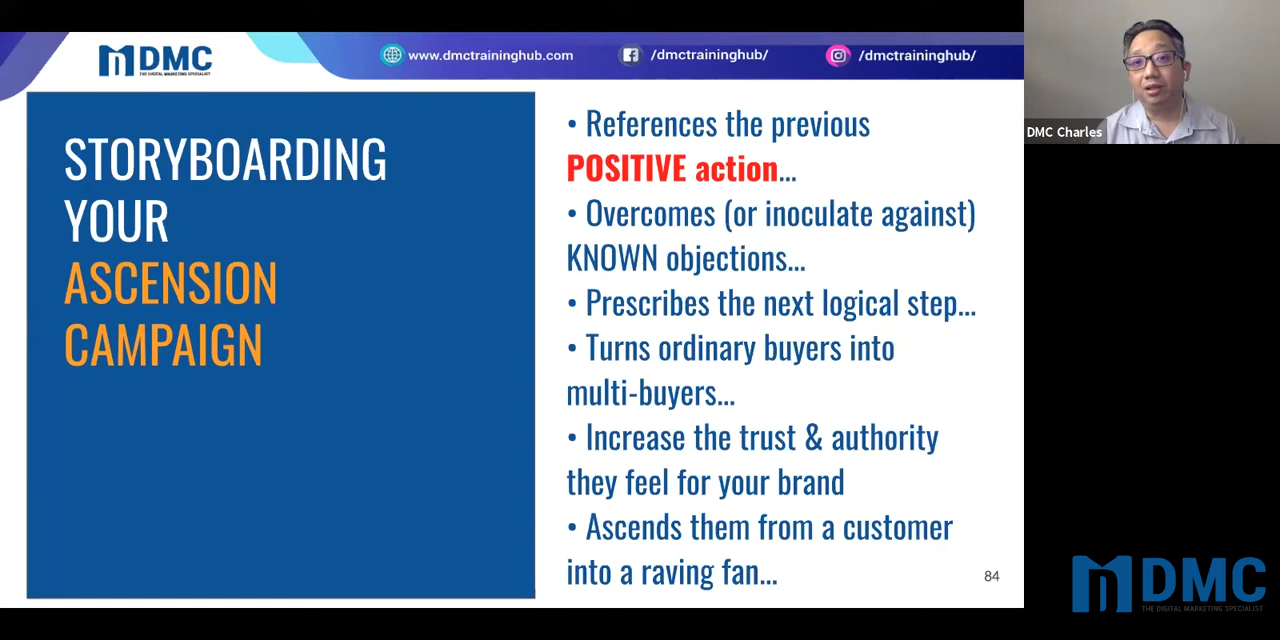 DMC
THE DIGITAL MARKETING SPECIALIST
www.dmctraininghub.com
/dmctraininghub/
/dmctraininghub/
DMC Charles
STORYBOARDING
YOUR
ASCENSION
CAMPAIGN
• References the previous
POSITIVE action...
• Overcomes (or inoculate against)
KNOWN objections...
• Prescribes the next logical step...
• Turns ordinary buyers into
multi-buyers...
• Increase the trust & authority
they feel for your brand
• Ascends them from a customer
into a raving fan...
84
DMC
THE DIGITAL MARKETING SPECIALIST